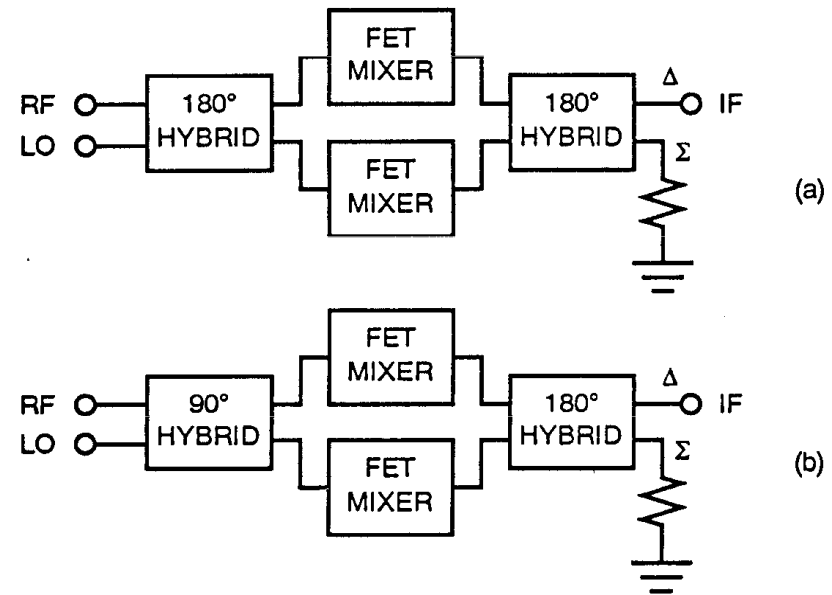 FET
MIXER
RF
LO
180°
HYBRID
180°
HYBRID
Δ
IF
Σ
FET
MIXER
(a)
FET
MIXER
RF
LO
90°
HYBRID
180°
HYBRID
Δ
IF
Σ
FET
MIXER
(b)